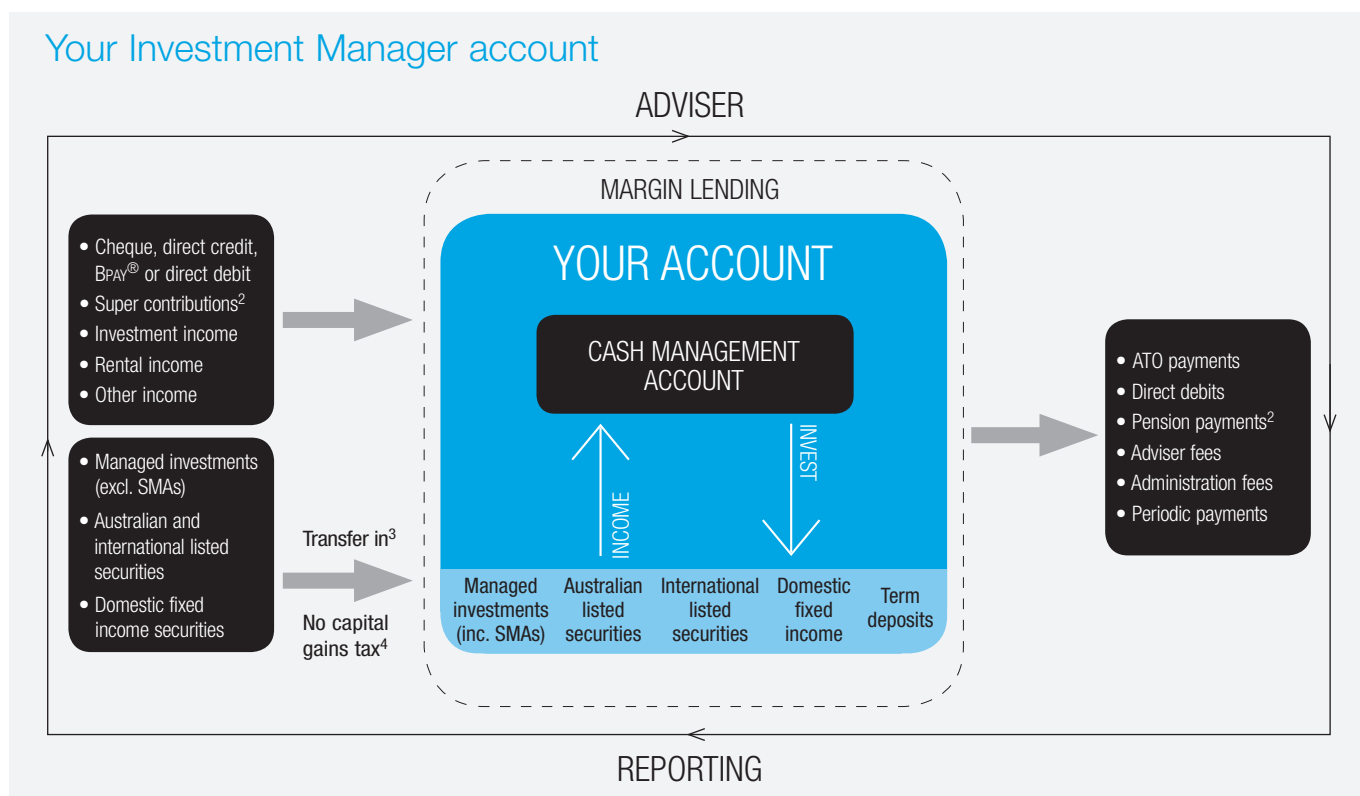 Your Investment Manager account
ADVISER
MARGIN LENDING
• Cheque, direct credit,
BPAY® or direct debit
• Super contributions2
• Investment income
• Rental income
• Other income
• Managed investments
(excl. SMAs)
• Australian and
international listed
securities
• Domestic fixed
income securities
Transfer in3
No capital
gains tax4
YOUR ACCOUNT
CASH MANAGEMENT
ACCOUNT
INCOME
INVEST
Managed
investments
(inc. SMAs)
Australian
listed
securities
International
listed
securities
Domestic
fixed
income
Term
deposits
• ATO payments
• Direct debits
• Pension payments2
• Adviser fees
• Administration fees
• Periodic payments
REPORTING